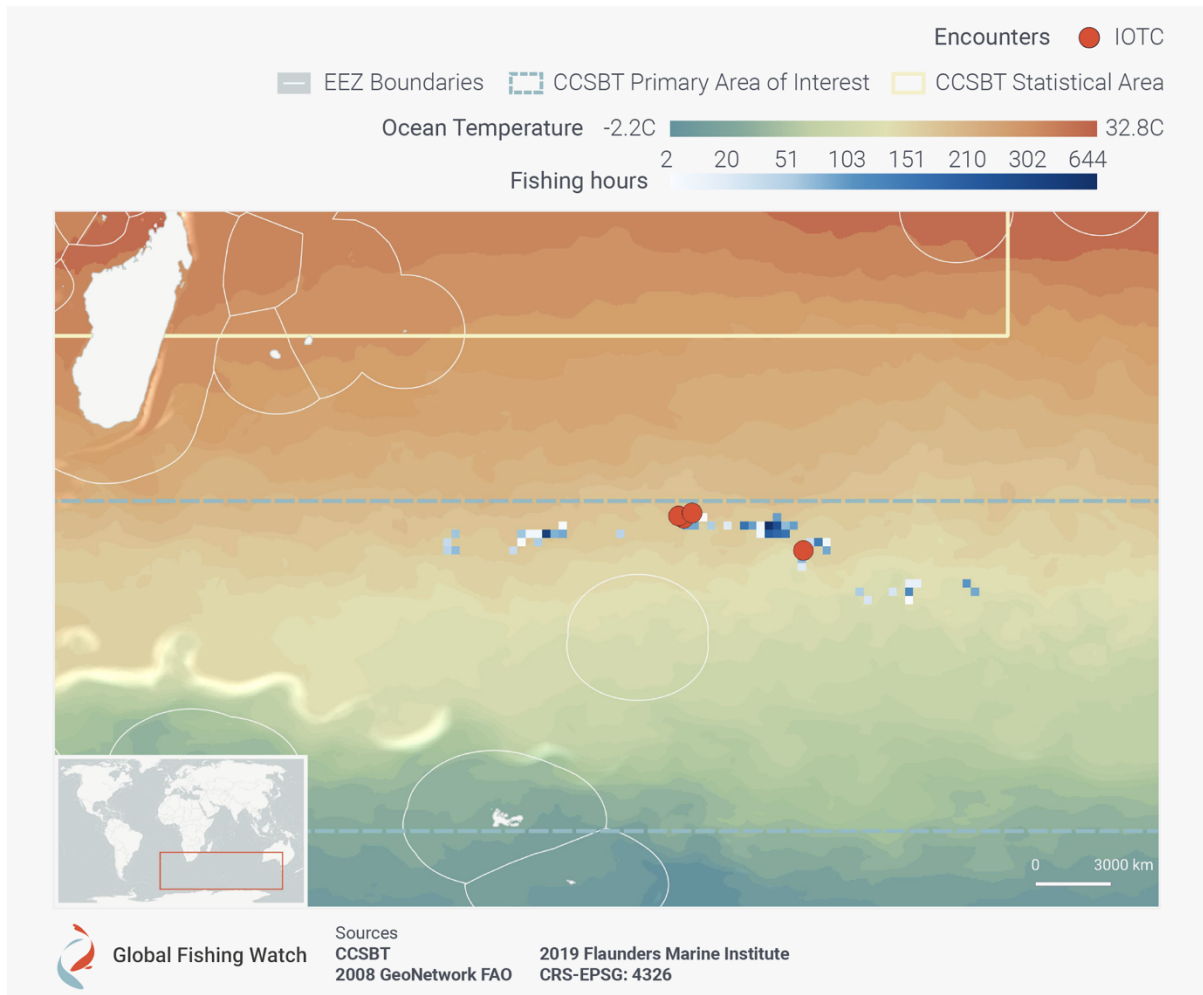 Encounters IOTC
EEZ Boundaries CCSBT Primary Area of Interest CCSBT Statistical Area
Ocean Temperature -2.2C 32.8C
2 20 51 103 151 210 302 644
Fishing hours
0 3000 km
Global Fishing Watch
Sources
CCSBT
2008 GeoNetwork FAO
2019 Flaunders Marine Institute
CRS-EPSG: 4326